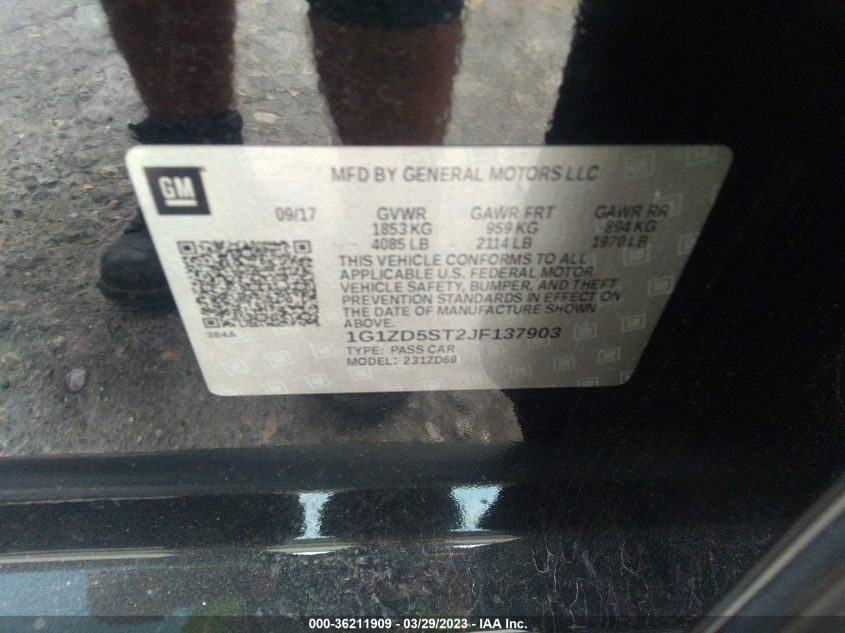 GM
MFD BY GENERAL MOTORS LLC
09/17 GVWR GAWR FRT GAWR RR
1853 KG 959 KG 894 KG
4085 LB 2114 LB 1970 LB
THIS VEHICLE CONFORMS TO ALL
APPLICABLE U.S. FEDERAL MOTOR
VEHICLE SAFETY, BUMPER, AND THEFT
PREVENTION STANDARDS IN EFFECT ON
THE DATE OF MANUFACTURE SHOWN
ABOVE.
384A
1G1ZD5ST2JF137903
TYPE: PASS CAR
MODEL: 231ZD69
000-36211909 - 03/29/2023 - IAA Inc.